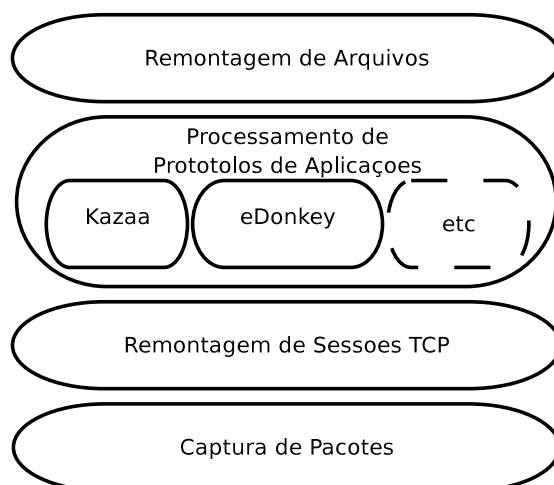 Remontagem de Arquivos
Processamento de
Prototolos de Aplicaçoes
Kazaa
eDonkey
etc
Remontagem de Sessoes TCP
Captura de Pacotes